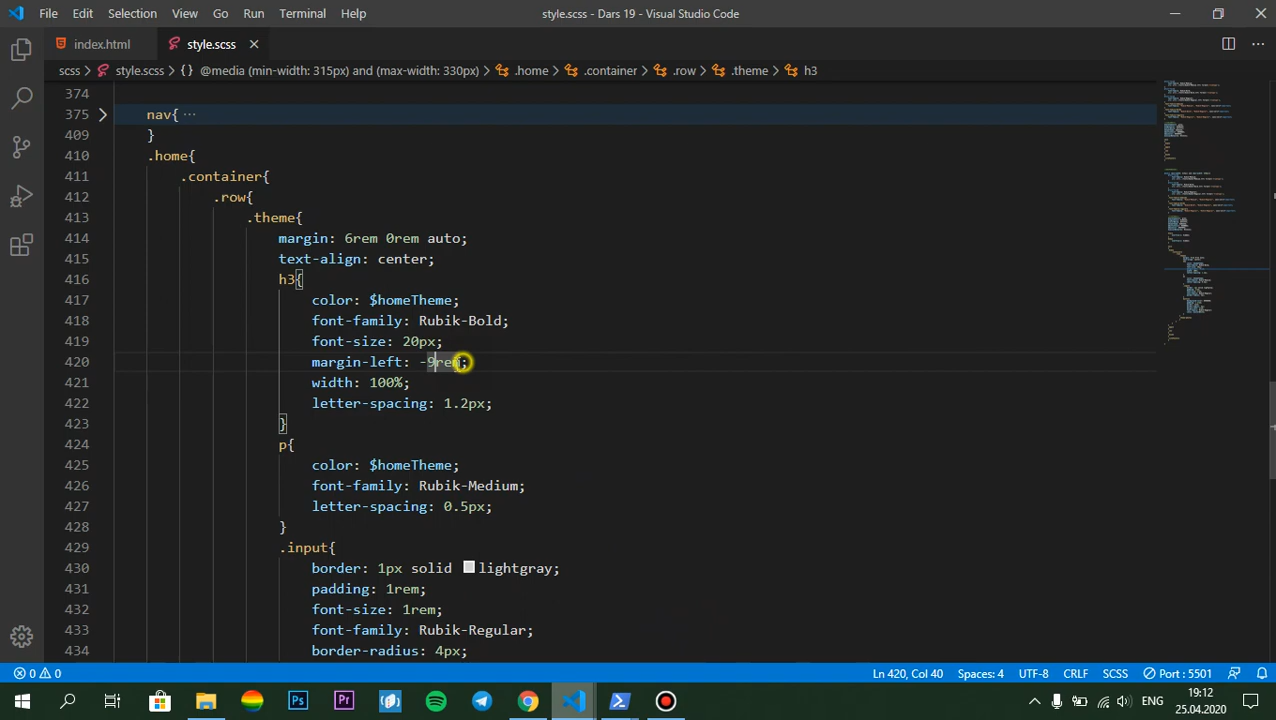 File Edit Selection View Go Run Terminal Help style.scss - Dars 19 - Visual Studio Code
index.html style.scss
scss > style.scss > {} @media (min-width: 315px) and (max-width: 330px) > .home > .container > .row > .theme > h3
374
375 nav{ ...
409 }
410 .home{
411 .container{
412 .row{
413 .theme{
414 margin: 6rem 0rem auto;
415 text-align: center;
416 h3{
417 color: $homeTheme;
418 font-family: Rubik-Bold;
419 font-size: 20px;
420 margin-left: -9rem;
421 width: 100%;
422 letter-spacing: 1.2px;
423 }
424 p{
425 color: $homeTheme;
426 font-family: Rubik-Medium;
427 letter-spacing: 0.5px;
428 }
429 .input{
430 border: 1px solid lightgray;
431 padding: 1rem;
432 font-size: 1rem;
433 font-family: Rubik-Regular;
434 border-radius: 4px;
0 0 Ln 420, Col 40 Spaces: 4 UTF-8 CRLF SCSS Port : 5501
Ps Pr ENG 19:12
25.04.2020